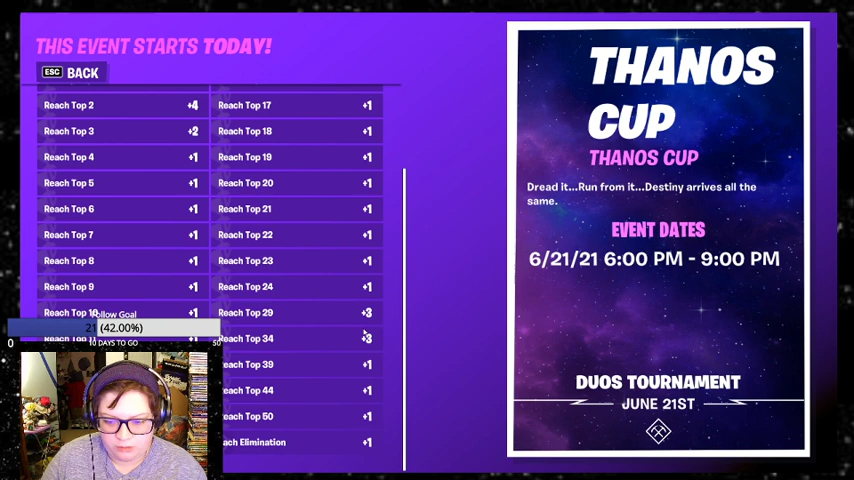 THIS EVENT STARTS TODAY!
ESC BACK
Reach Top 2 +4
Reach Top 3 +2
Reach Top 4 +1
Reach Top 5 +1
Reach Top 6 +1
Reach Top 7 +1
Reach Top 8 +1
Reach Top 9 +1
Reach Top 10 +1
Reach Top 17 +1
Reach Top 18 +1
Reach Top 19 +1
Reach Top 20 +1
Reach Top 21 +1
Reach Top 22 +1
Reach Top 23 +1
Reach Top 24 +1
Reach Top 29 +3
Reach Top 34 +3
Reach Top 39 +1
Reach Top 44 +1
Reach Top 50 +1
ach Elimination +1
ollow Goal
21 (42.00%)
0 10 DAYS TO GO 50
THANOS
CUP
THANOS CUP
Dread it...Run from it...Destiny arrives all the
same.
EVENT DATES
6/21/21 6:00 PM - 9:00 PM
DUOS TOURNAMENT
JUNE 21ST